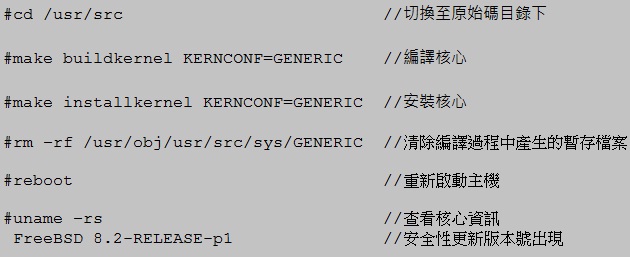 #cd /usr/src //切換至原始碼目錄下
#make buildkernel KERNCONF=GENERIC //編譯核心
#make installkernel KERNCONF=GENERIC //安裝核心
#rm –rf /usr/obj/usr/src/sys/GENERIC //清除編譯過程中產生的暫存檔案
#reboot //重新啟動主機
#uname –rs //查看核心資訊
FreeBSD 8.2-RELEASE-p1 //安全性更新版本號出現